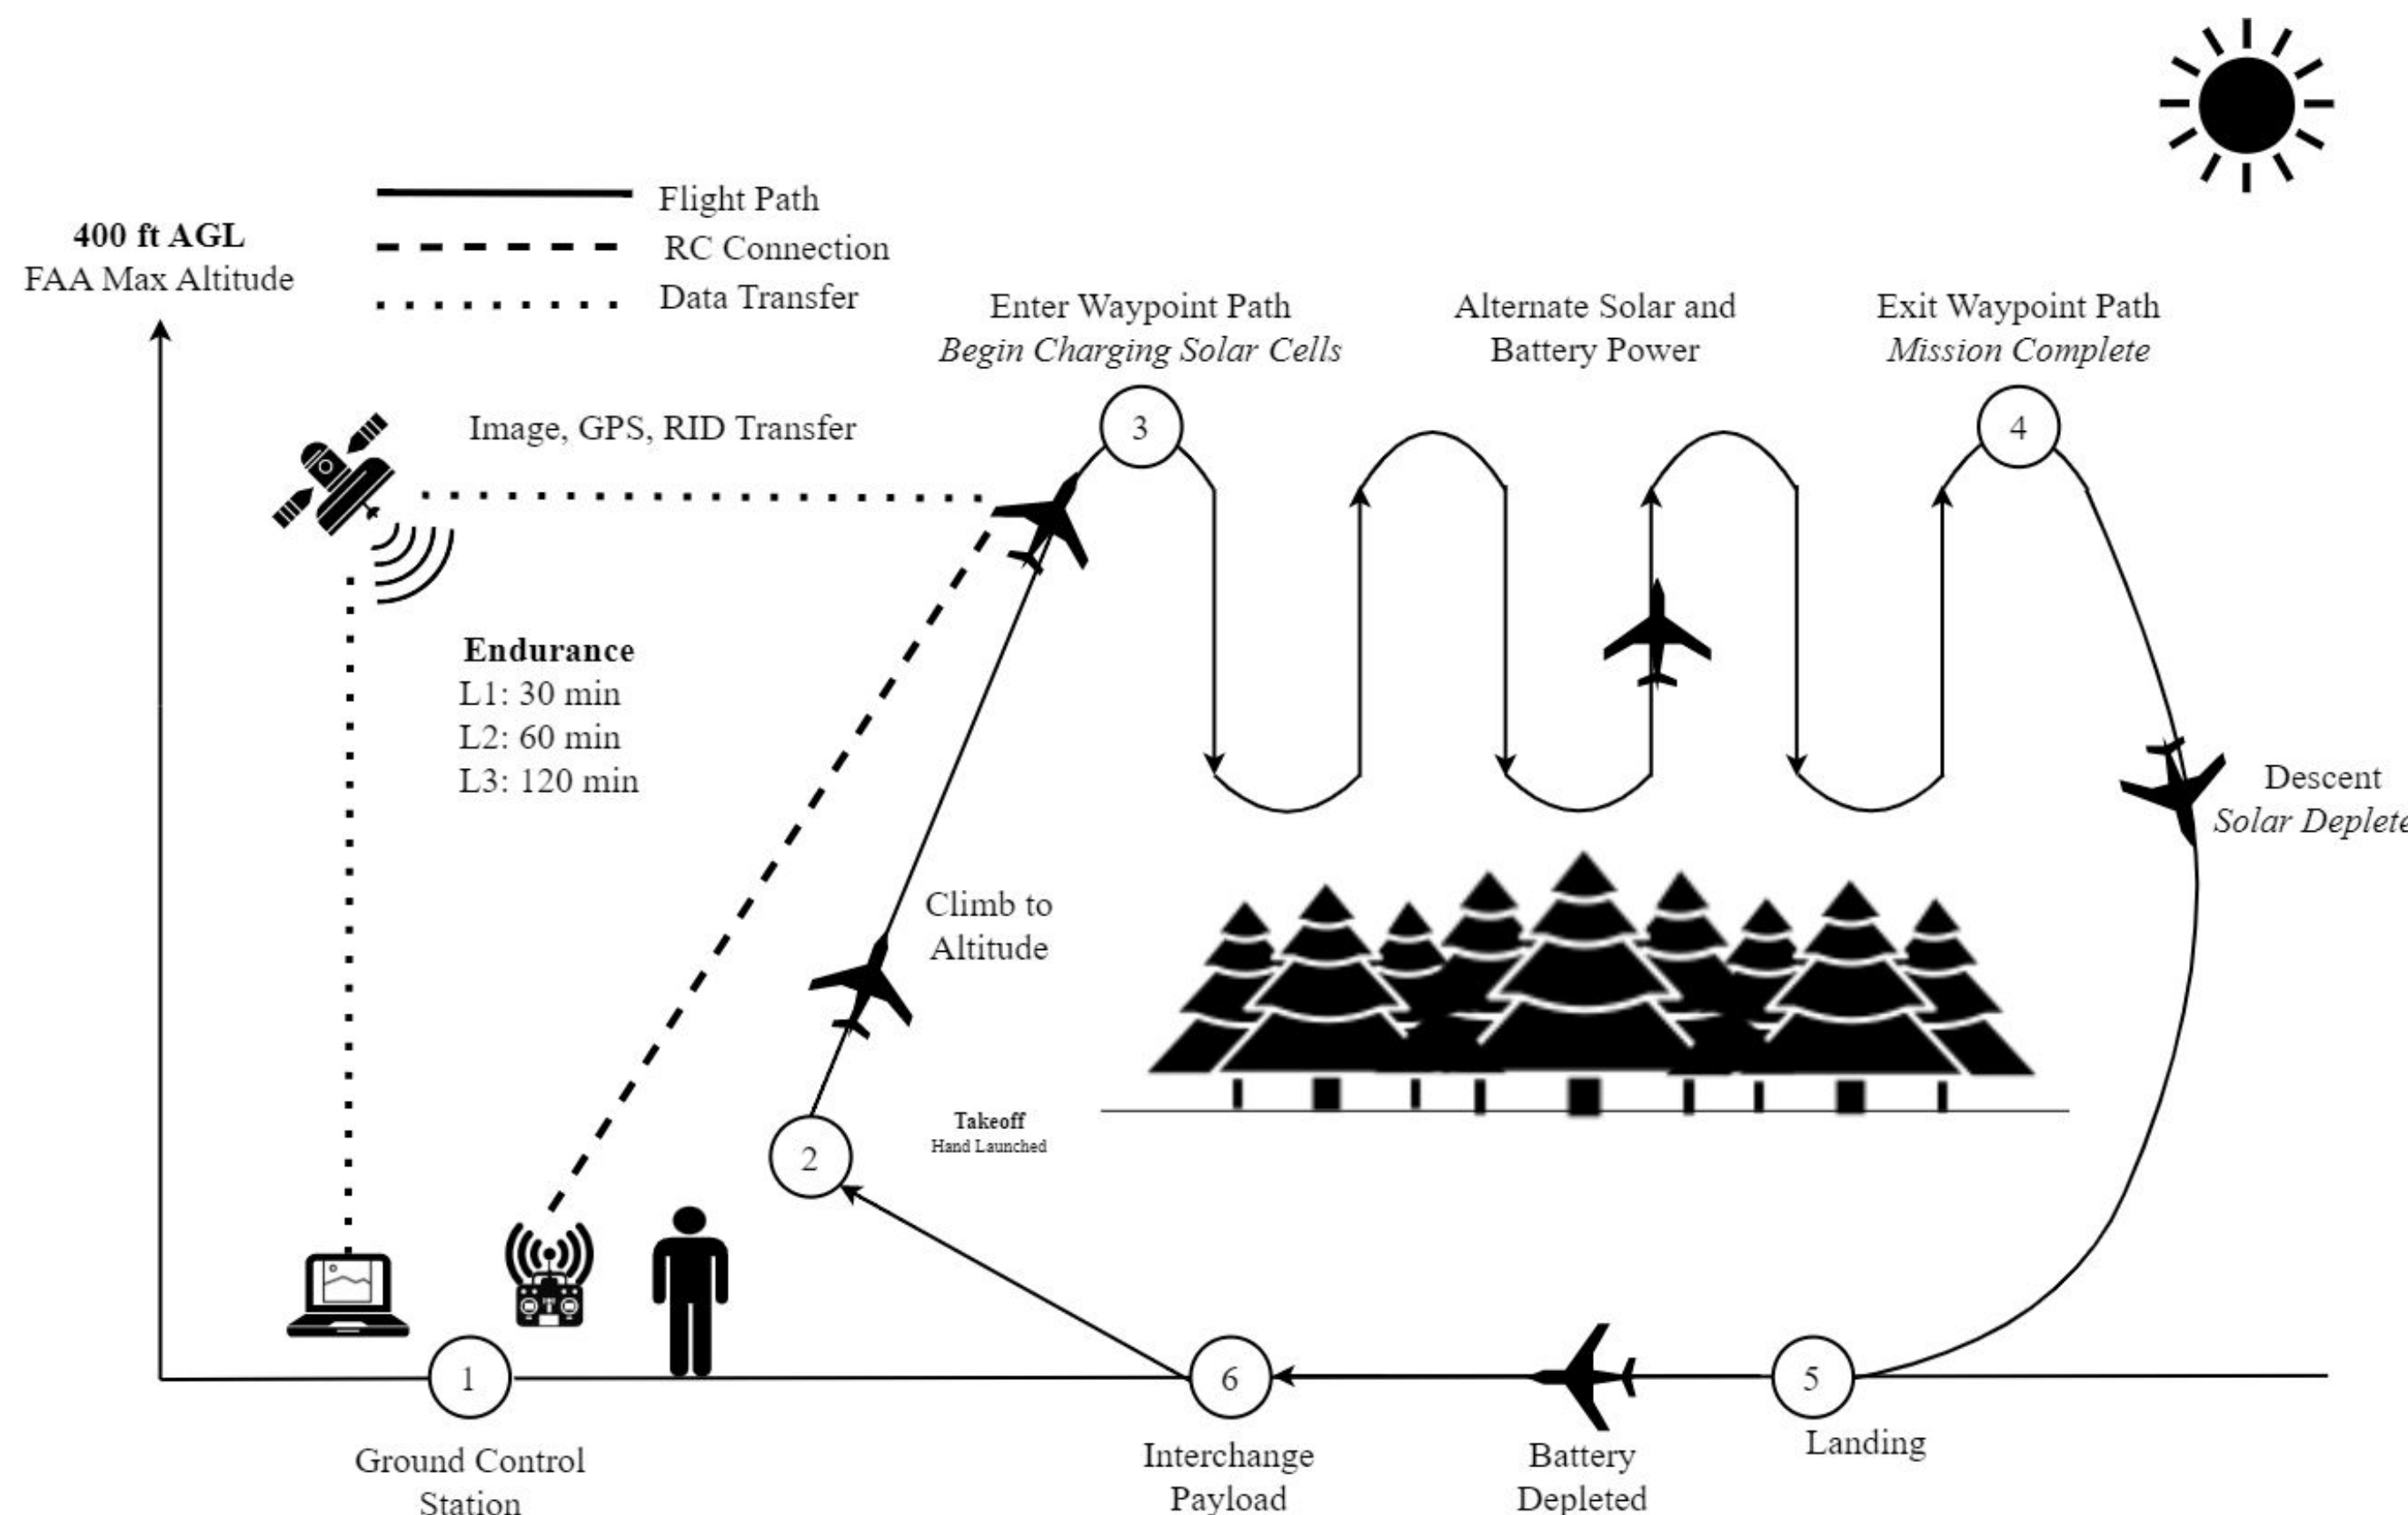 400 ft AGL
FAA Max Altitude
Flight Path
RC Connection
Data Transfer
Enter Waypoint Path
Begin Charging Solar Cells
Alternate Solar and
Battery Power
Exit Waypoint Path
Mission Complete
3
4
Image, GPS, RID Transfer
Endurance
L1: 30 min
L2: 60 min
L3: 120 min
Descent
Solar Deplete
Climb to
Altitude
Takeoff
Hand Launched
2
1
6
5
Ground Control
Station
Interchange
Payload
Battery
Depleted
Landing